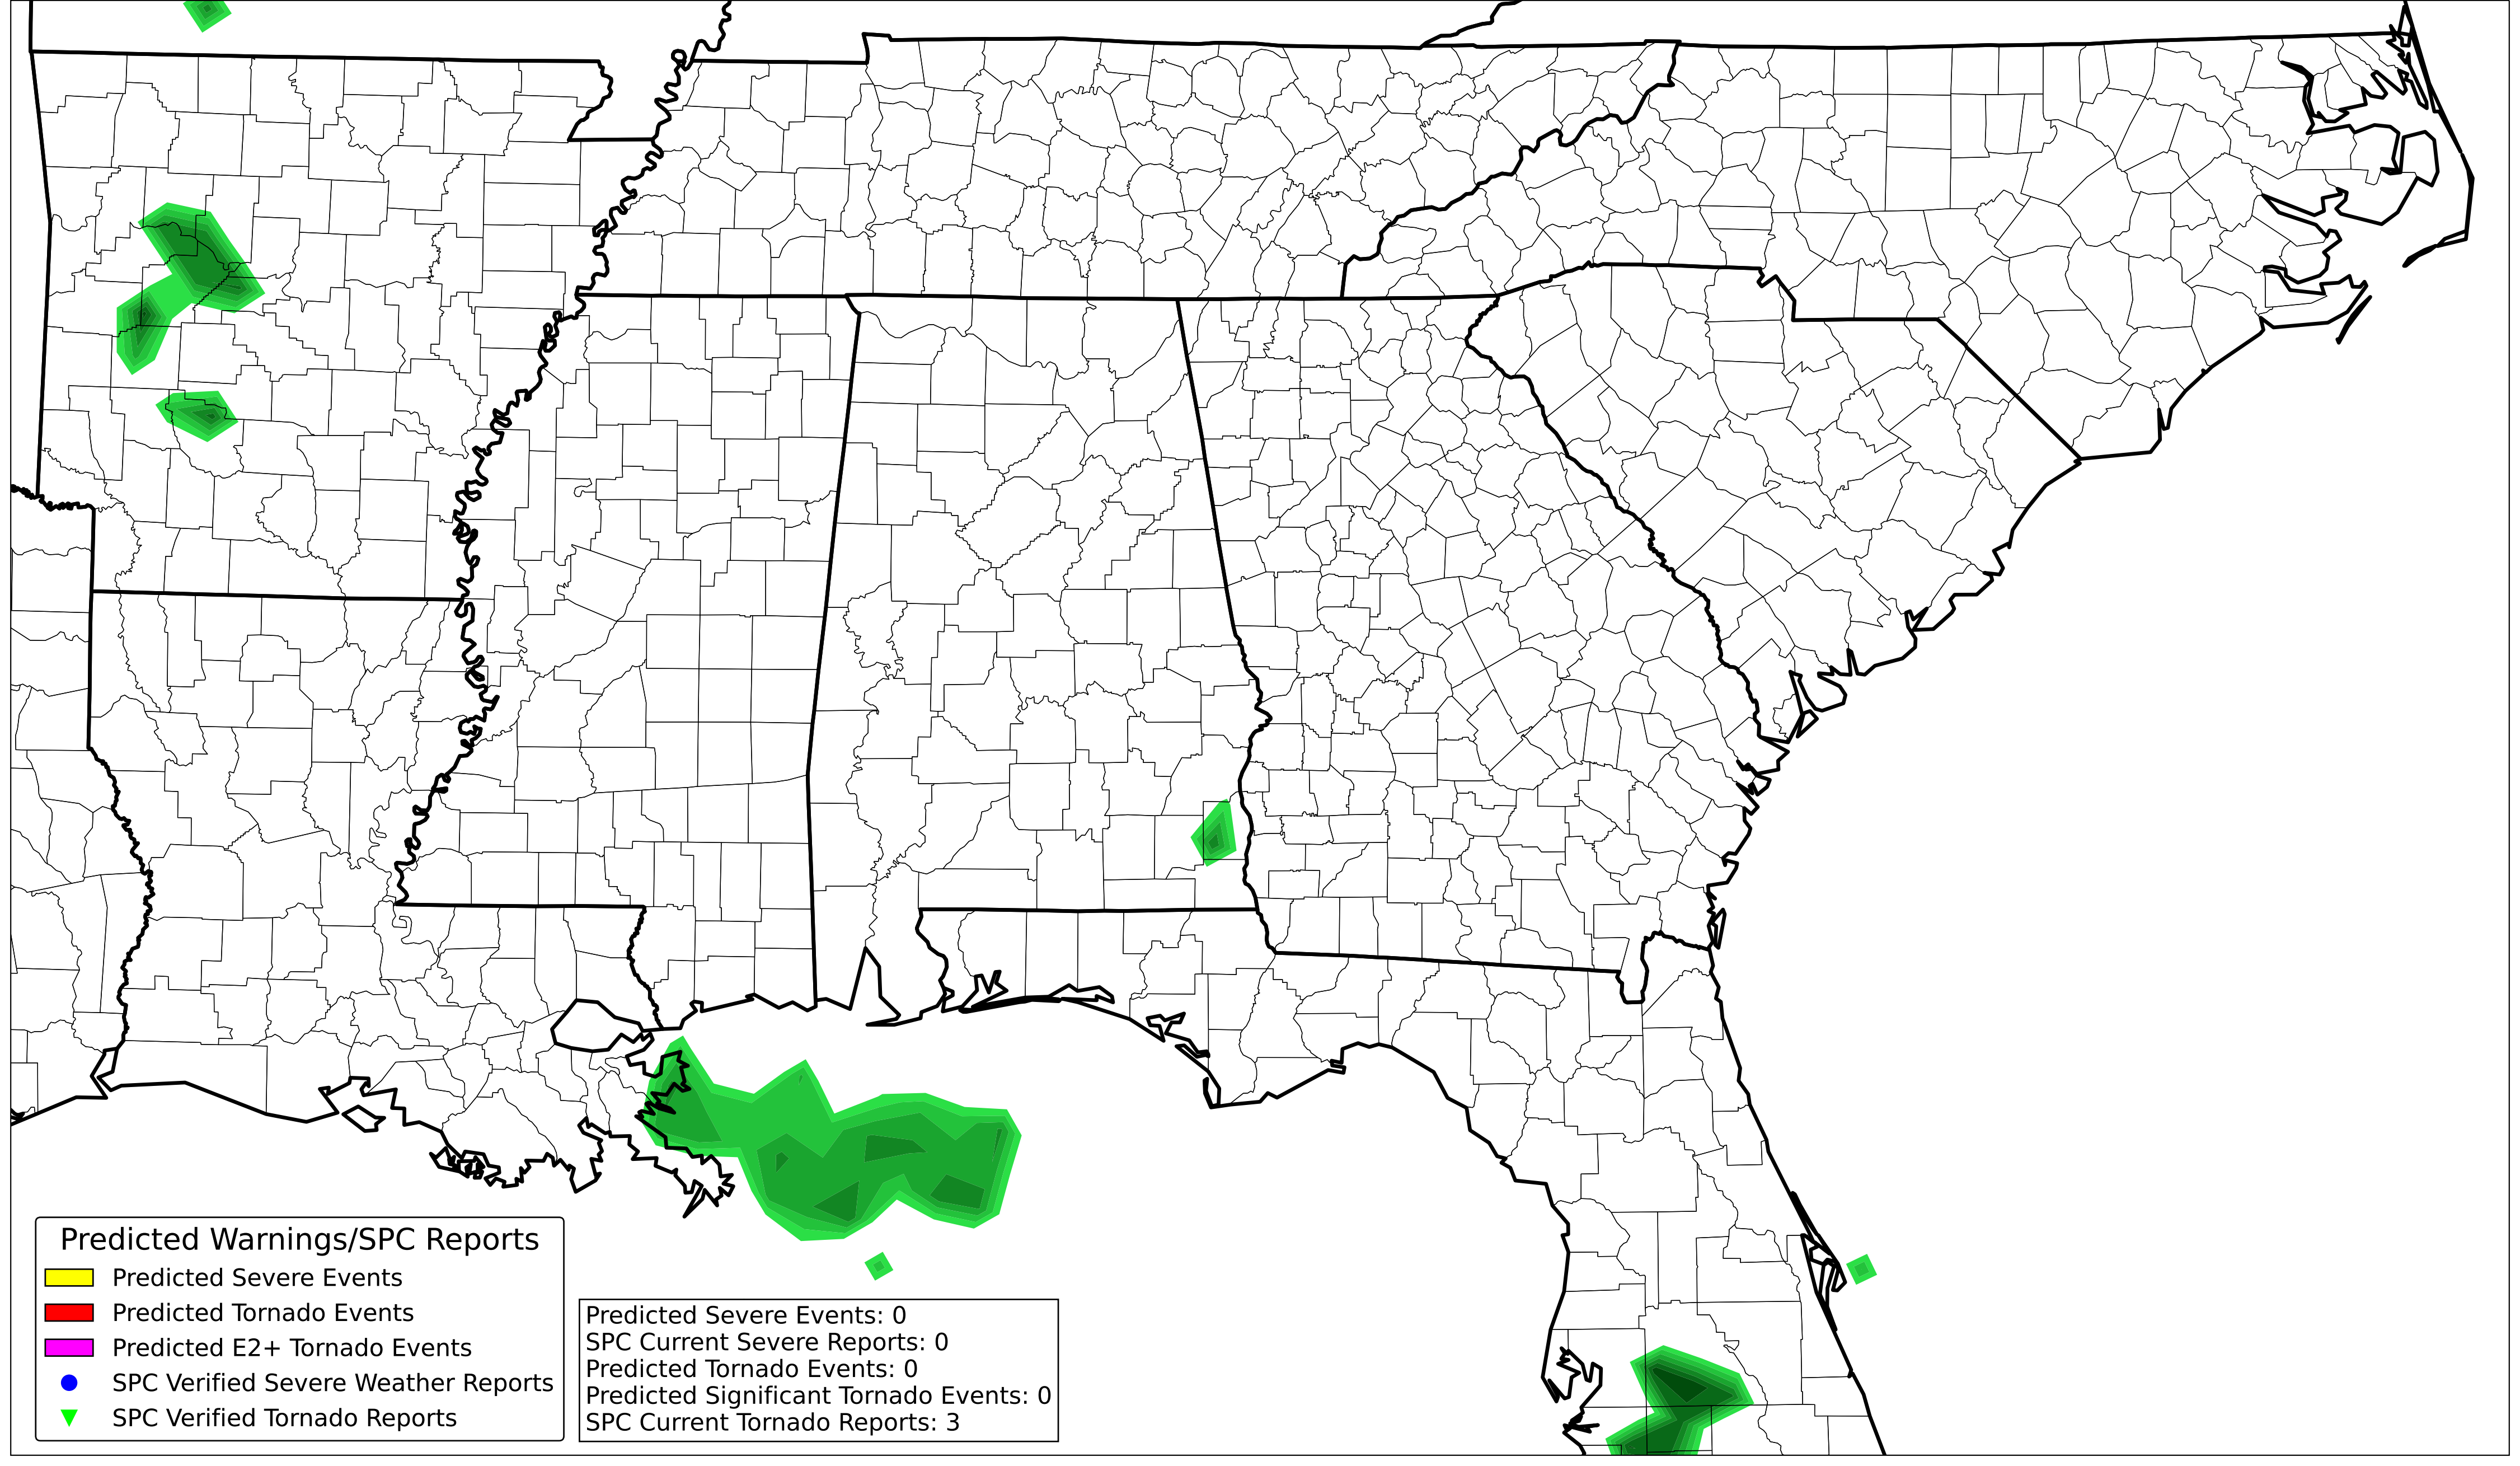 Predicted Warnings/SPC Reports
Predicted Severe Events
Predicted Tornado Events
Predicted E2+ Tornado Events
SPC Verified Severe Weather Reports
SPC Verified Tornado Reports
Predicted Severe Events: 0
SPC Current Severe Reports: 0
Predicted Tornado Events: 0
Predicted Significant Tornado Events: 0
SPC Current Tornado Reports: 3